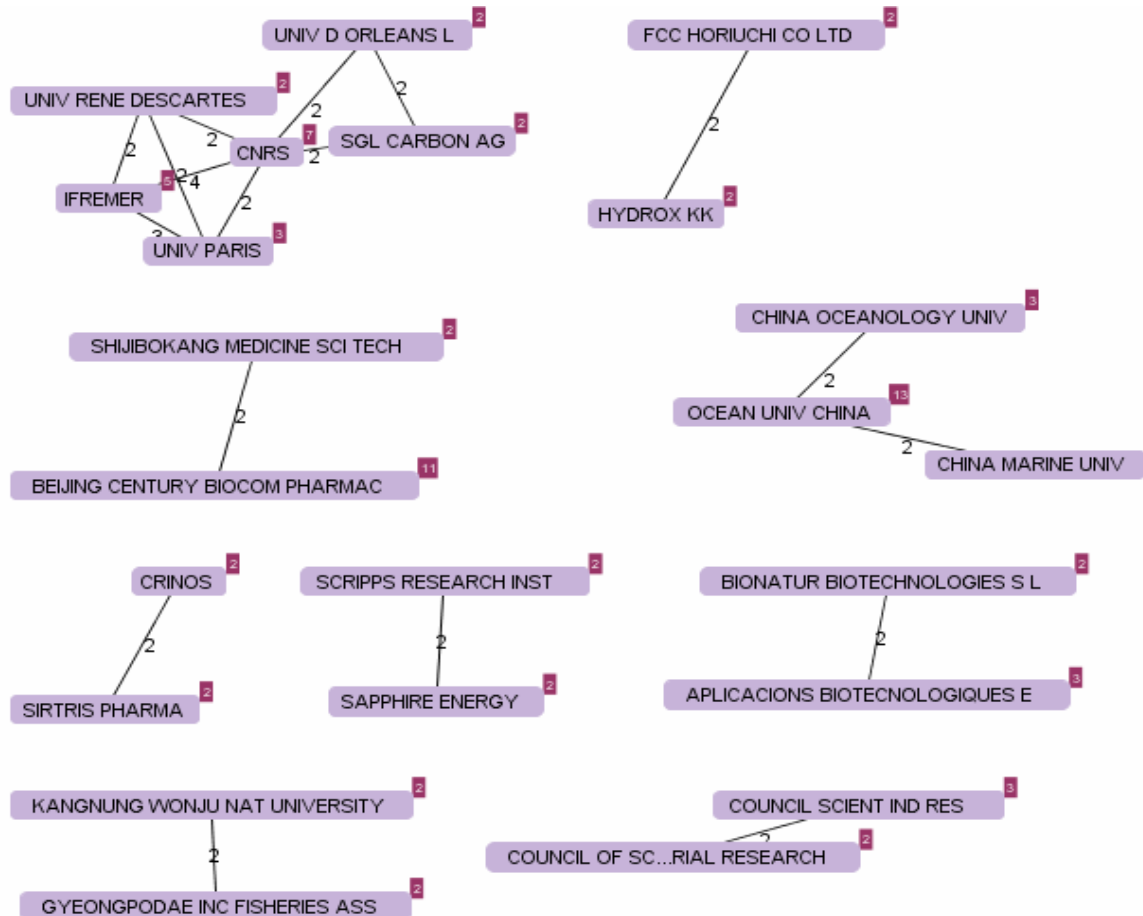 UNIV D ORLEANS L 2
FCC HORIUCHI CO LTD 2
UNIV RENE DESCARTES 2
2
2
2
2
CNRS 7
2
SGL CARBON AG 2
2
2
2
4
IFREMER
2
HYDROX KK 2
3
UNIV PARIS 3
CHINA OCEANOLOGY UNIV 3
SHIJIBOKANG MEDICINE SCI TECH 2
2
2
OCEAN UNIV CHINA 13
2
CHINA MARINE UNIV
BEIJING CENTURY BIOCOM PHARMAC 11
CRINOS 2
SCRIPPS RESEARCH INST 2
BIONATUR BIOTECHNOLOGIES S L 2
2
2
2
SIRTRIS PHARMA 2
SAPPHIRE ENERGY 2
APLICACIONS BIOTECNOLOGIQUES E 3
KANGNUNG WONJU NAT UNIVERSITY 2
COUNCIL SCIENT IND RES 3
2
2
COUNCIL OF SC...RIAL RESEARCH 2
GYEONGPODAE INC FISHERIES ASS 2